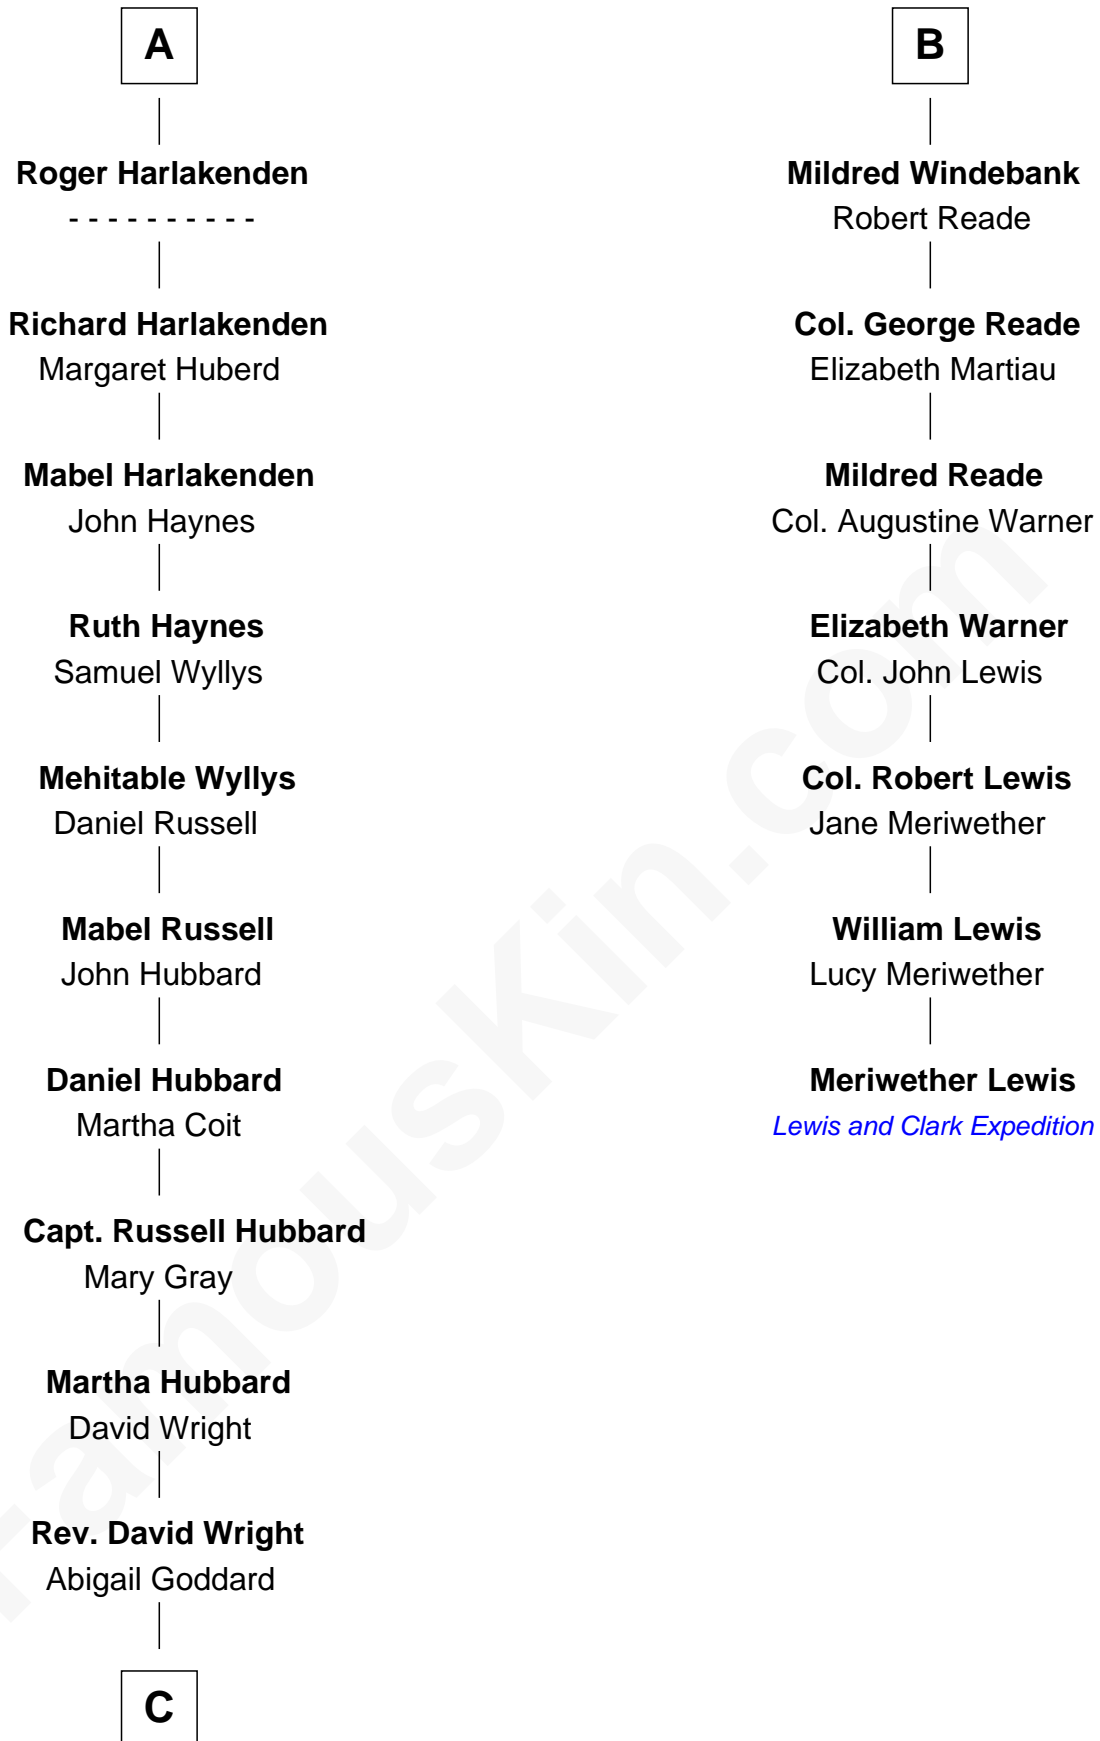 A
Roger Harlakenden
- - - - - - - - - -
Richard Harlakenden
Margaret Huberd
Mabel Harlakenden
John Haynes
Ruth Haynes
Samuel Wyllys
Mehitable Wyllys
Daniel Russell
Mabel Russell
John Hubbard
Daniel Hubbard
Martha Coit
Capt. Russell Hubbard
Mary Gray
Martha Hubbard
David Wright
Rev. David Wright
Abigail Goddard
C
B
Mildred Windebank
Robert Reade
Col. George Reade
Elizabeth Martiau
Mildred Reade
Col. Augustine Warner
Elizabeth Warner
Col. John Lewis
Col. Robert Lewis
Jane Meriwether
William Lewis
Lucy Meriwether
Meriwether Lewis
Lewis and Clark Expedition
FamousKin.com